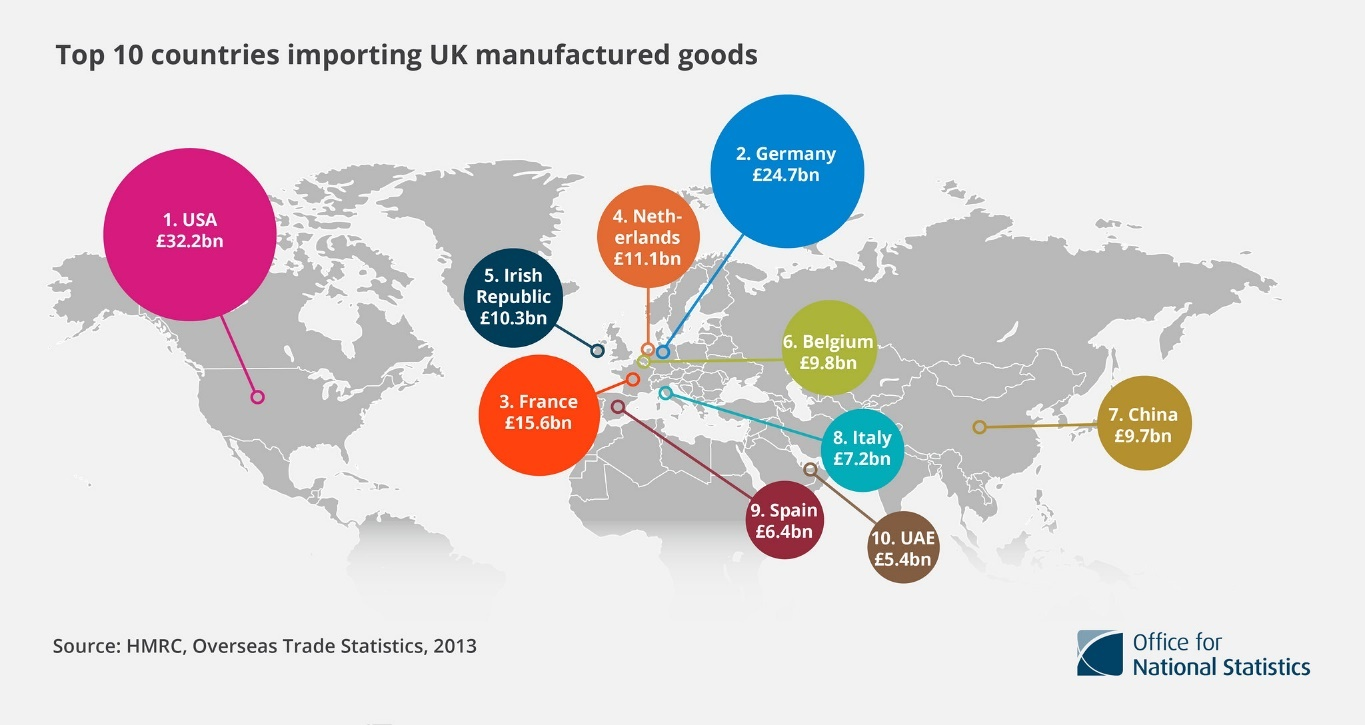 Top 10 countries importing UK manufactured goods
1. USA
£32.2bn
2. Germany
£24.7bn
4. Neth-
erlands
£11.1bn
5. Irish
Republic
£10.3bn
6. Belgium
£9.8bn
3. France
£15.6bn
7. China
£9.7bn
8. Italy
£7.2bn
9. Spain
£6.4bn
10. UAE
£5.4bn
Source: HMRC, Overseas Trade Statistics, 2013
Office for
National Statistics